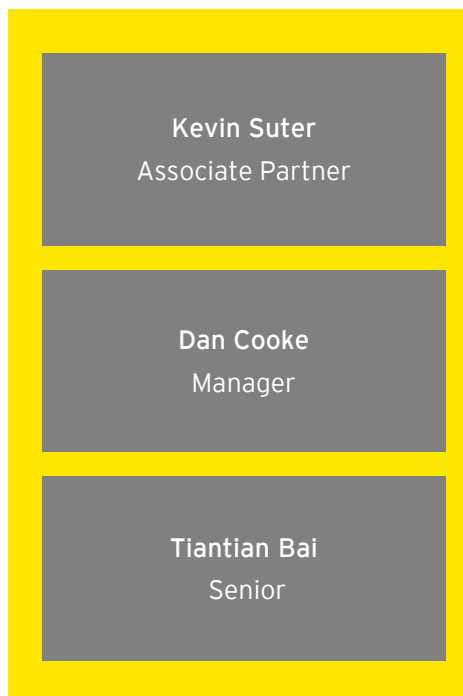 Kevin Suter
Associate Partner
Dan Cooke
Manager
Tiantian Bai
Senior